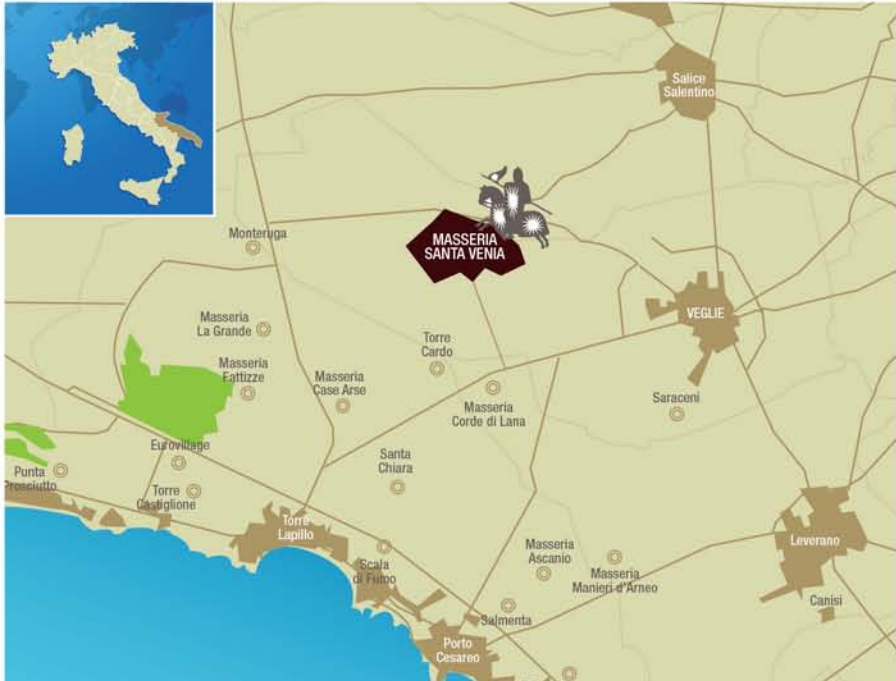 Salice
Salentino
Monteruga
MASSERIA
SANTA VENIA
Masseria
La Grande
VEGLIE
Torre
Cardo
Masseria
Fattizze
Masseria
Case Arse
Masseria
Corde di Lana
Saraceni
Eurovillage
Santa
Chiara
Punta
Prosciutto
Torre
Castiglione
Torre
Lapillo
Leverano
Scala
di Furno
Masseria
Ascanio
Masseria
Manieri d'Arneo
Canisi
Salmenta
Porto
Cesareo